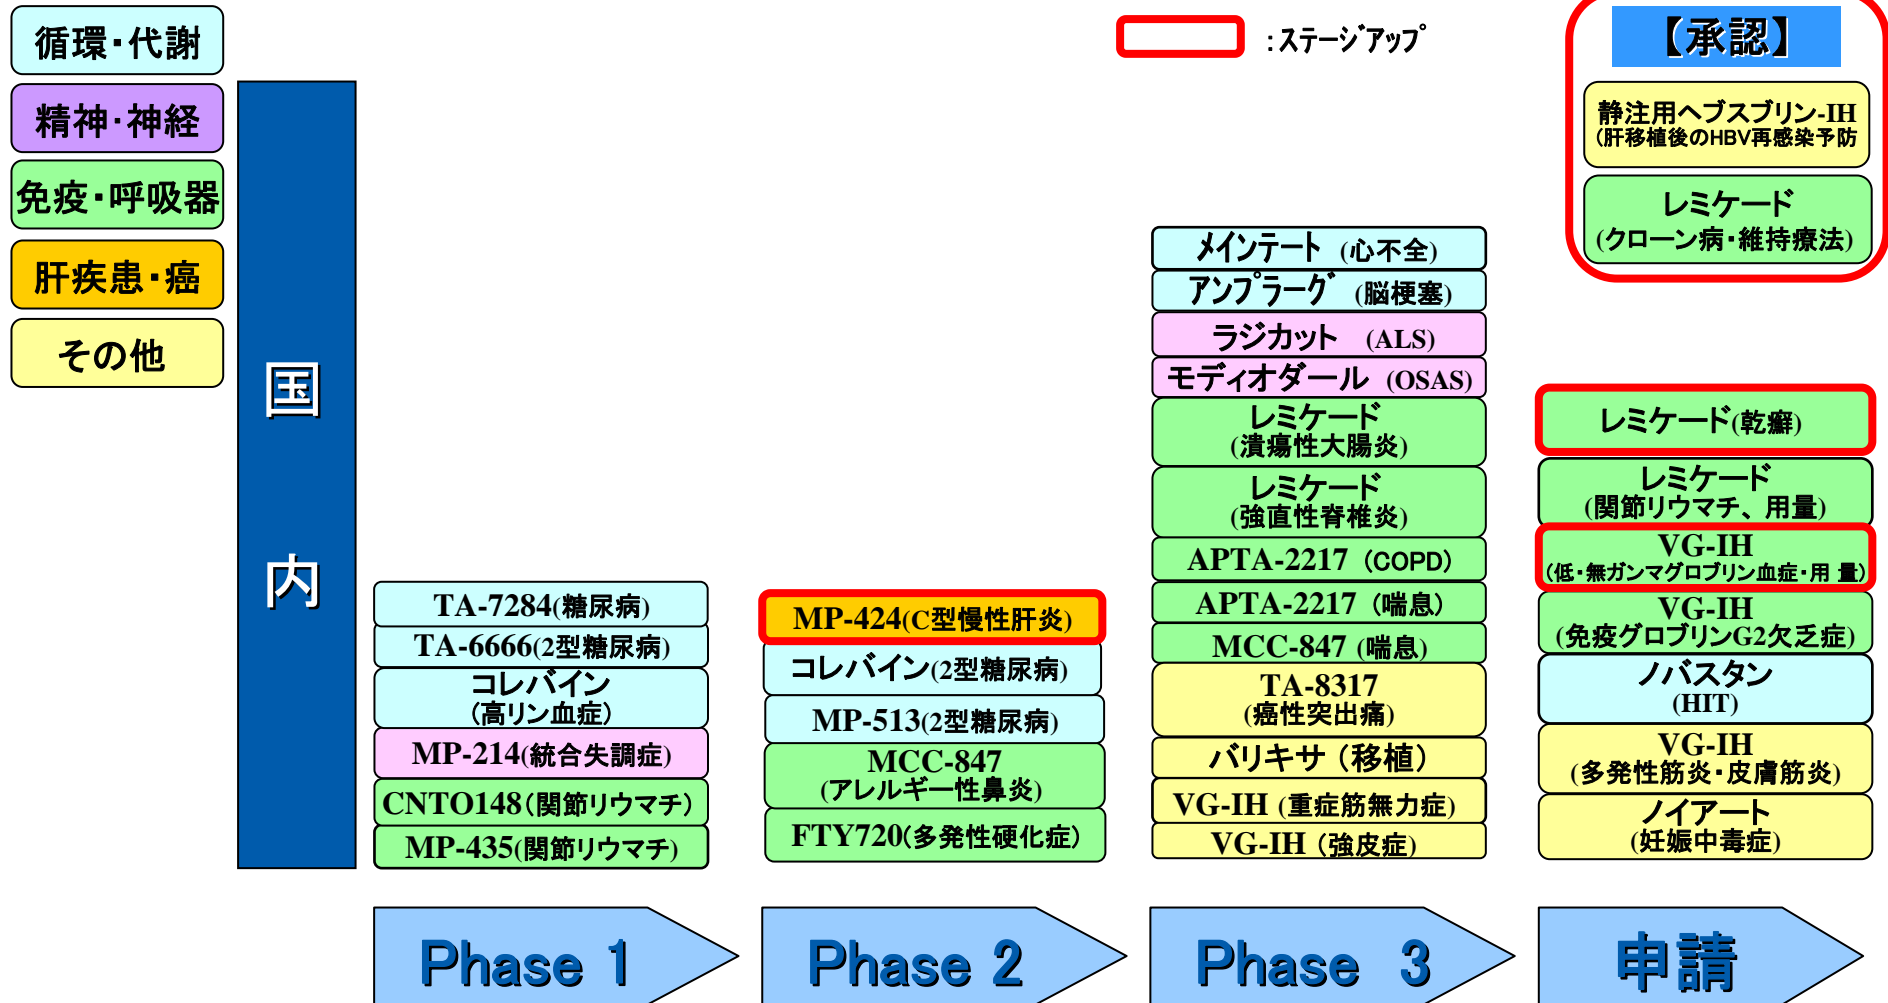 循環・代謝
精神・神経
免疫・呼吸器
肝疾患・癌
その他
国
内
:ステージアップ
【承認】
静注用ヘブスブリン-IH
(肝移植後のHBV再感染予防
レミケード
(クローン病・維持療法)
TA-7284(糖尿病)
TA-6666(2型糖尿病)
コレバイン
(高リン血症)
MP-214(統合失調症)
CNTO148(関節リウマチ)
MP-435(関節リウマチ)
MP-424(C型慢性肝炎)
コレバイン(2型糖尿病)
MP-513(2型糖尿病)
MCC-847
(アレルギー性鼻炎)
FTY720(多発性硬化症)
メインテート (心不全)
アンプラーグ (脳梗塞)
ラジカット (ALS)
モディオダール (OSAS)
レミケード
(潰瘍性大腸炎)
レミケード
(強直性脊椎炎)
APTA-2217 (COPD)
APTA-2217 (喘息)
MCC-847 (喘息)
TA-8317
(癌性突出痛)
バリキサ (移植)
VG-IH (重症筋無力症)
VG-IH (強皮症)
レミケード(乾癬)
レミケード
(関節リウマチ、用量)
VG-IH
(低・無ガンマグロブリン血症・用 量)
VG-IH
(免疫グロブリンG2欠乏症)
ノバスタン
(HIT)
VG-IH
(多発性筋炎・皮膚筋炎)
ノイアート
(妊娠中毒症)
Phase 1
Phase 2
Phase 3
申請